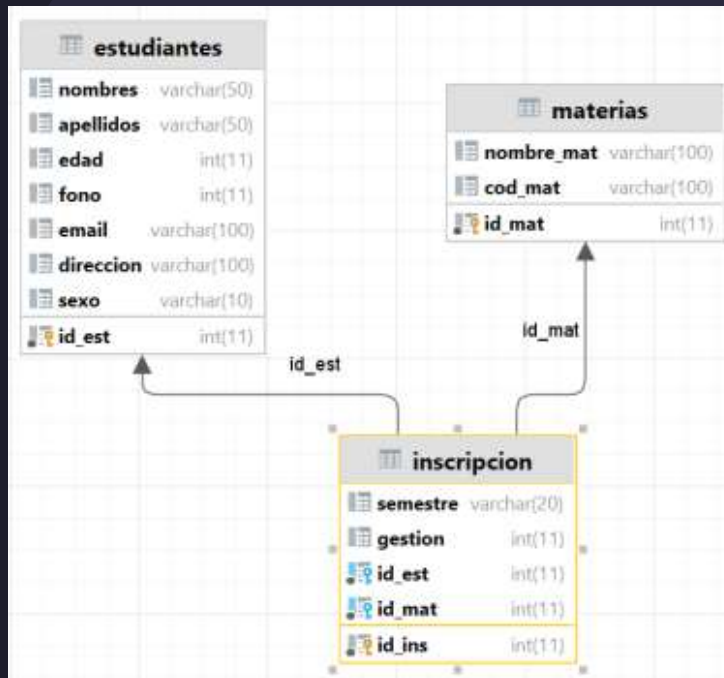 estudiantes
nombres varchar(50)
apellidos varchar(50)
edad int(11)
fono int(11)
email varchar(100)
direccion varchar(100)
sexo varchar(10)
id_est int(11)
materias
nombre_mat varchar(100)
cod_mat varchar(100)
id_mat int(11)
id_est
id_mat
inscripcion
semestre varchar(20)
gestion int(11)
id_est int(11)
id_mat int(11)
id_ins int(11)